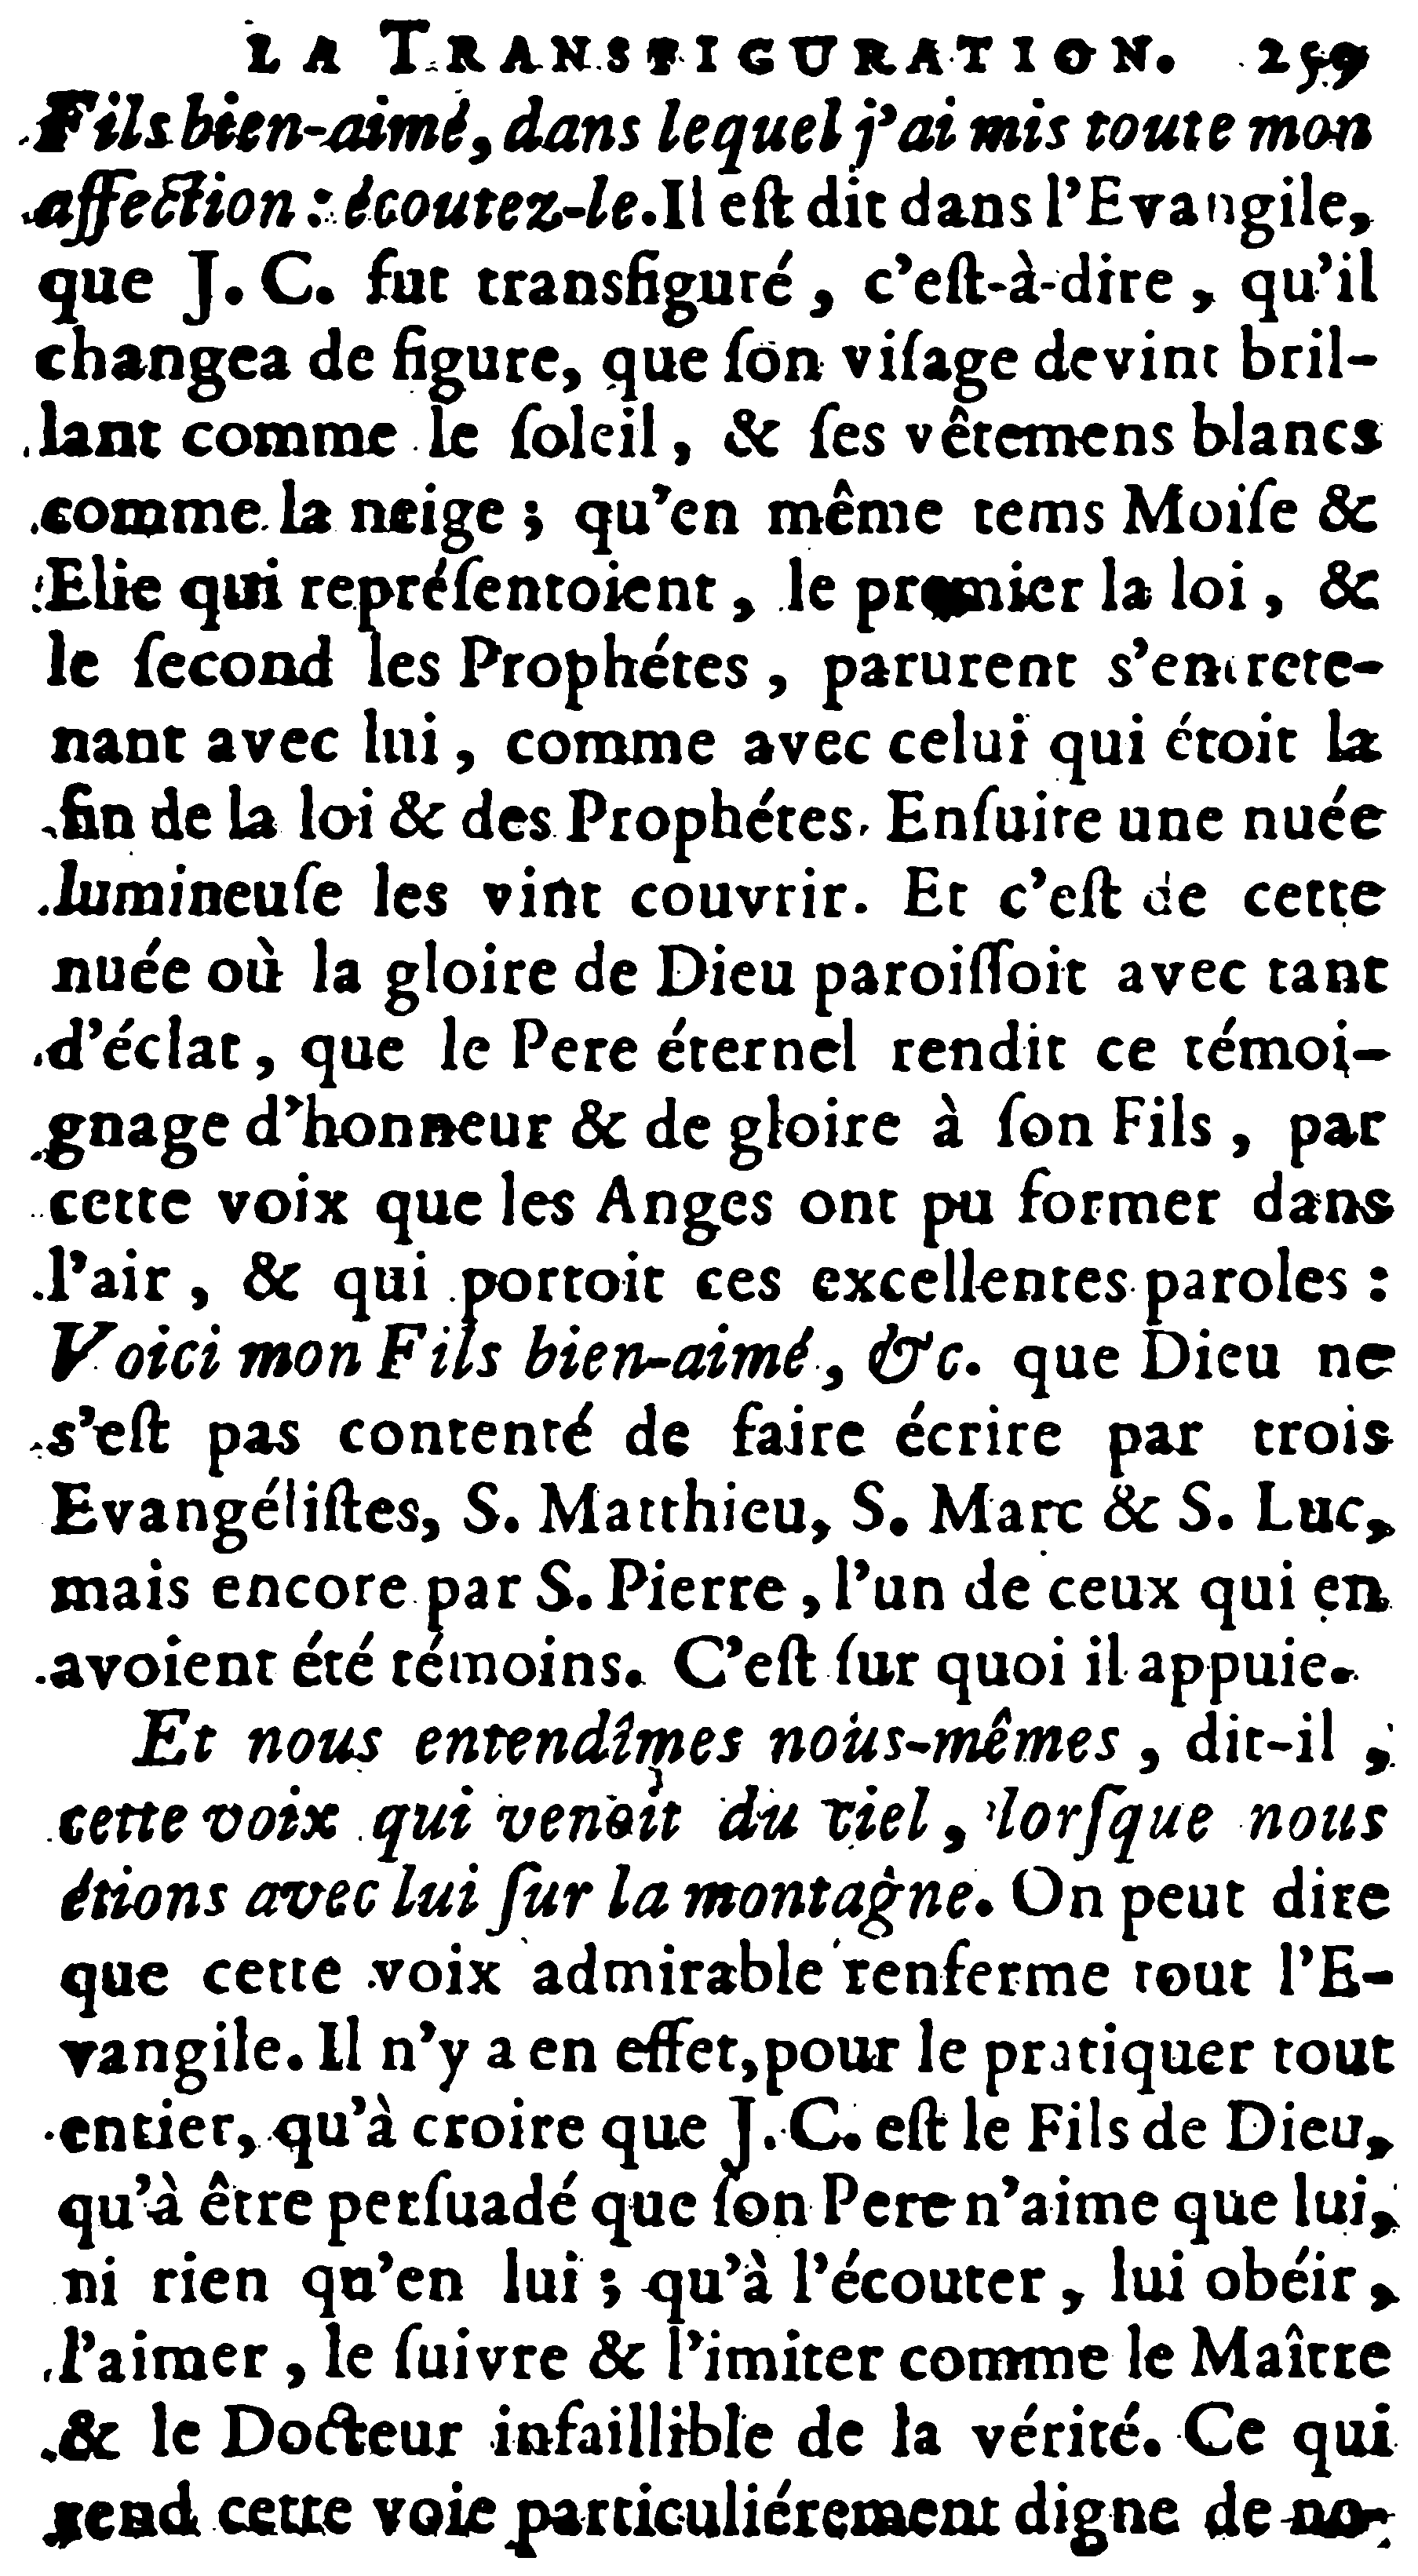 LA TRANSFIGURATION. 259
Fils bien-aimé, dans lequel j'ai mis toute mon
affection : écoutez-le. Il eſt dit dans l'Evangile,
que J. C. fut transfiguré, c'eſt-à-dire, qu'il
changea de figure, que ſon viſage devint bril-
lant comme le ſoleil, & ſes vêtemens blancs
comme la neige ; qu'en même tems Moiſe &
Elie qui repréſentoient, le premier la loi, &
le ſecond les Prophétes, parurent s'entrete-
nant avec lui, comme avec celui qui étoit la
fin de la loi & des Prophétes. Enſuite une nuée
lumineuſe les vint couvrir. Et c'eſt de cette
nuée où la gloire de Dieu paroiſſoit avec tant
d'éclat, que le Pere éternel rendit ce témoi-
gnage d'honneur & de gloire à ſon Fils, par
cette voix que les Anges ont pu former dans
l'air, & qui portoit ces excellentes paroles :
Voici mon Fils bien-aimé, &c. que Dieu ne
s'eſt pas contenté de faire écrire par trois
Evangéliſtes, S. Matthieu, S. Marc & S. Luc,
mais encore par S. Pierre, l'un de ceux qui en
avoient été témoins. C'eſt ſur quoi il appuie.
Et nous entendîmes nous-mêmes, dit-il,
cette voix qui venoit du ciel, lorſque nous
étions avec lui ſur la montagne. On peut dire
que cette voix admirable renferme tout l'E-
vangile. Il n'y a en effet, pour le pratiquer tout
entier, qu'à croire que J. C. eſt le Fils de Dieu,
qu'à être perſuadé que ſon Pere n'aime que lui,
ni rien qu'en lui ; qu'à l'écouter, lui obéir,
l'aimer, le ſuivre & l'imiter comme le Maître
& le Docteur infaillible de la vérité. Ce qui
rend cette voie particuliérement digne de no-